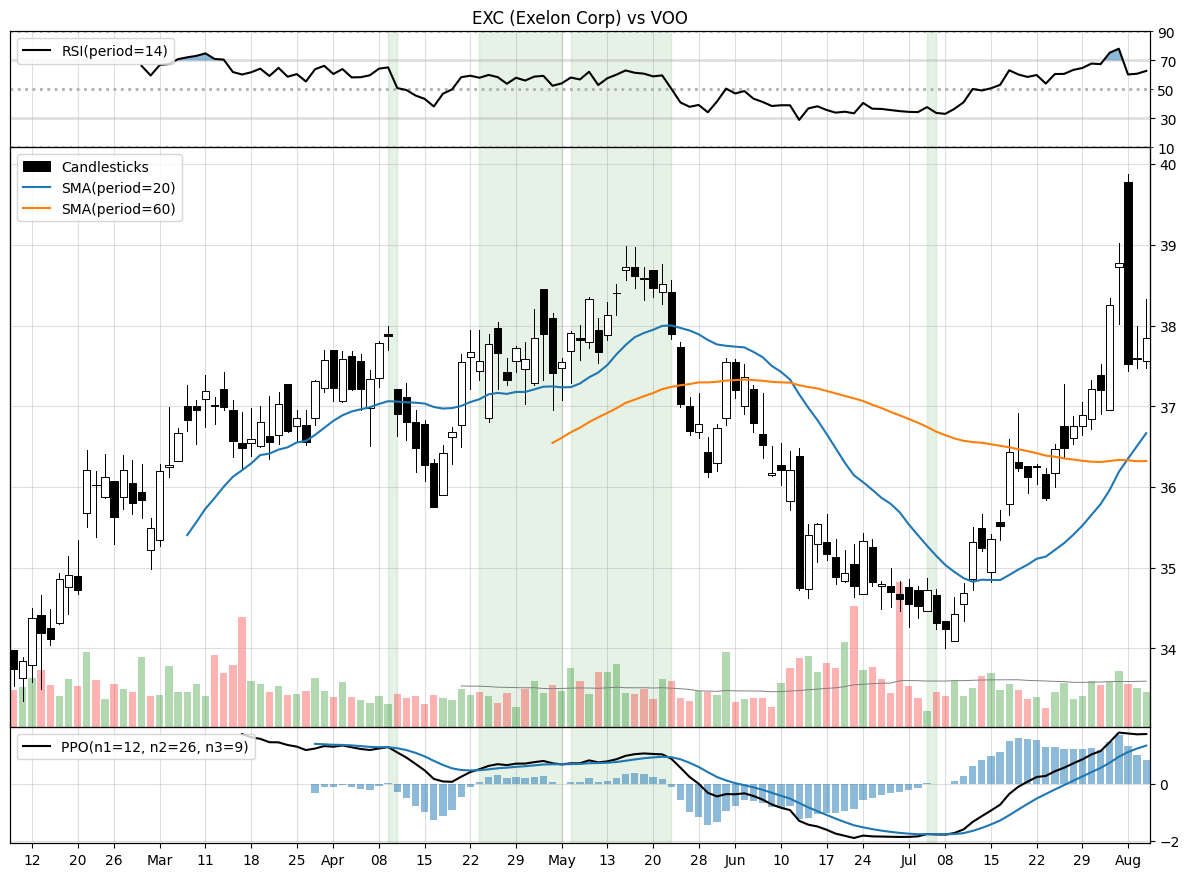 EXC (Exelon Corp) vs VOO
RSI(period=14)
90
70
50
30
10
Candlesticks
SMA(period=20)
SMA(period=60)
40
39
38
37
36
35
34
PPO(n1=12, n2=26, n3=9)
0
−2
12 20 26 Mar 11 18 25 Apr 08 15 22 29 May 13 20 28 Jun 10 17 24 Jul 08 15 22 29 Aug